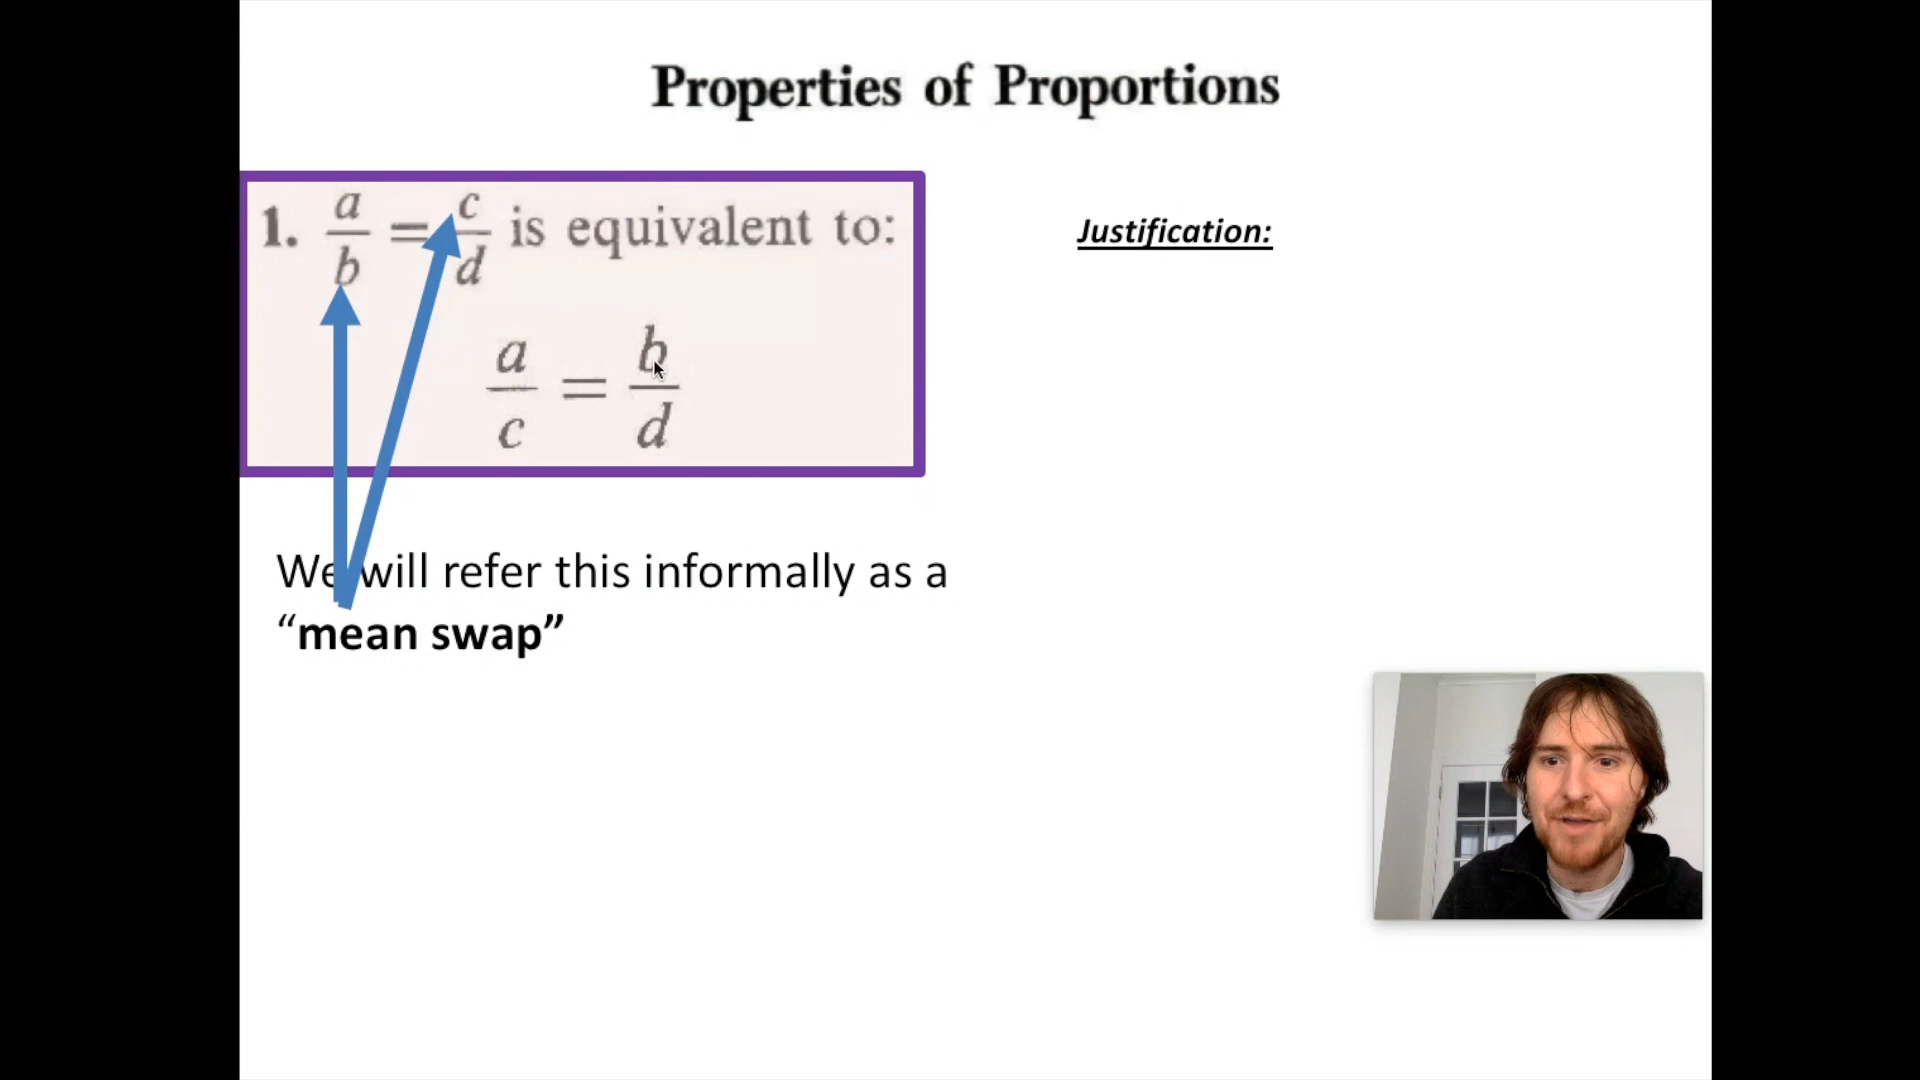 Properties of Proportions
1. a/b = c/d is equivalent to:
a/c = b/d
Justification:
We will refer this informally as a
“mean swap”